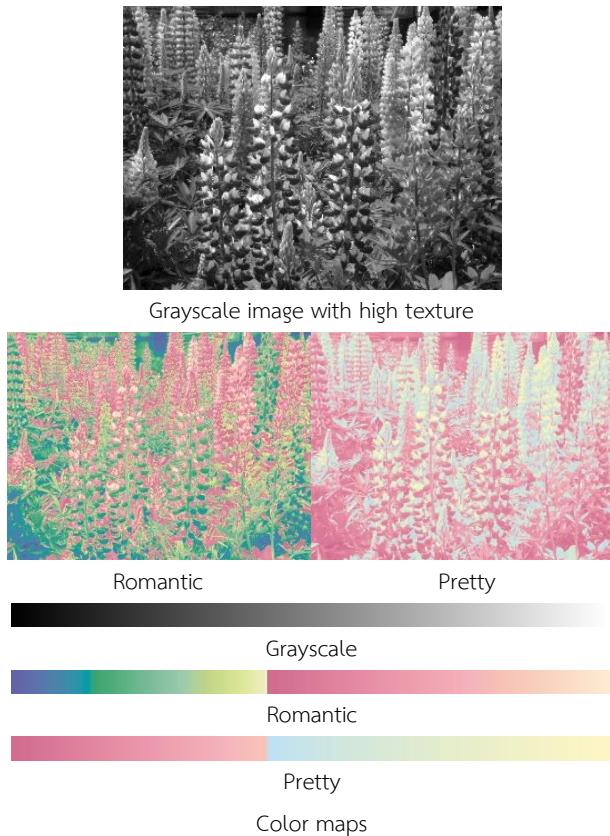 Grayscale image with high texture
Romantic
Pretty
Grayscale
Romantic
Pretty
Color maps